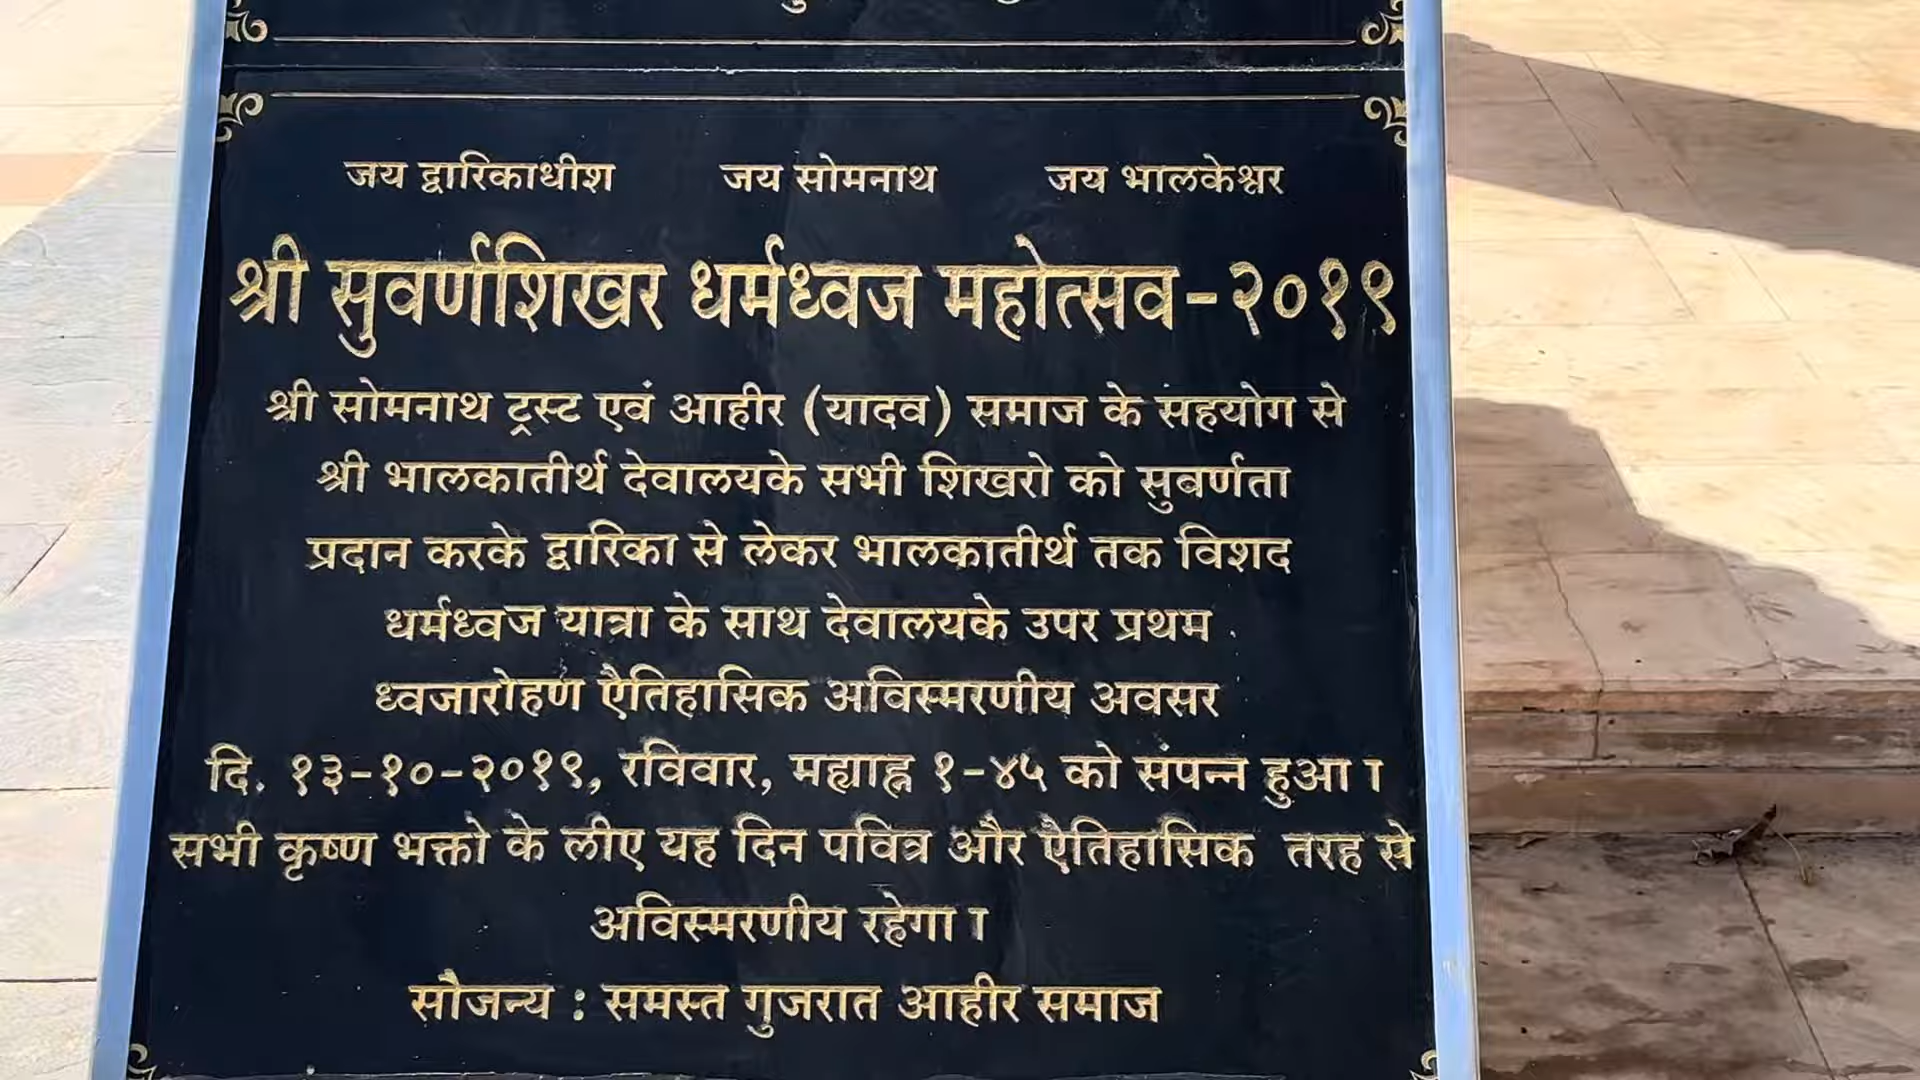 जय द्वारिकाधीश जय सोमनाथ जय भालकेश्वर
श्री सुवर्णशिखर धर्मध्वज महोत्सव-२०१९
श्री सोमनाथ ट्रस्ट एवं आहीर (यादव) समाज के सहयोग से
श्री भालकातीर्थ देवालयके सभी शिखरो को सुवर्णता
प्रदान करके द्वारिका से लेकर भालकातीर्थ तक विशद
धर्मध्वज यात्रा के साथ देवालयके उपर प्रथम
ध्वजारोहण ऐतिहासिक अविस्मरणीय अवसर
दि. १३-१०-२०१९, रविवार, मह्याह्न १-४५ को संपन्न हुआ।
सभी कृष्ण भक्तो के लीए यह दिन पवित्र और ऐतिहासिक तरह से
अविस्मरणीय रहेगा।
सौजन्य : समस्त गुजरात आहीर समाज